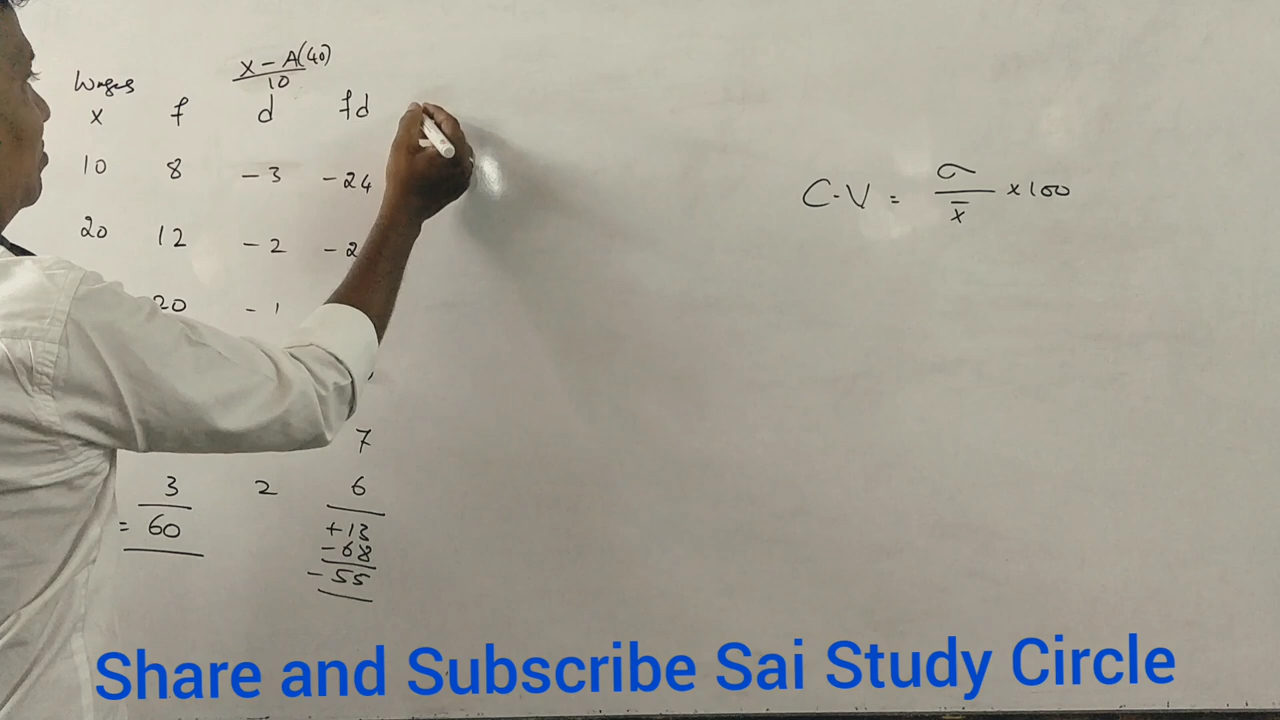 Wages x - A(40)
10
x f d fd
10 8 -3 -24
20 12 -2 -2
20 -1
7
3 2 6
= 60 +13
-68
-55
C.V = σ/x̄ ×100
Share and Subscribe Sai Study Circle